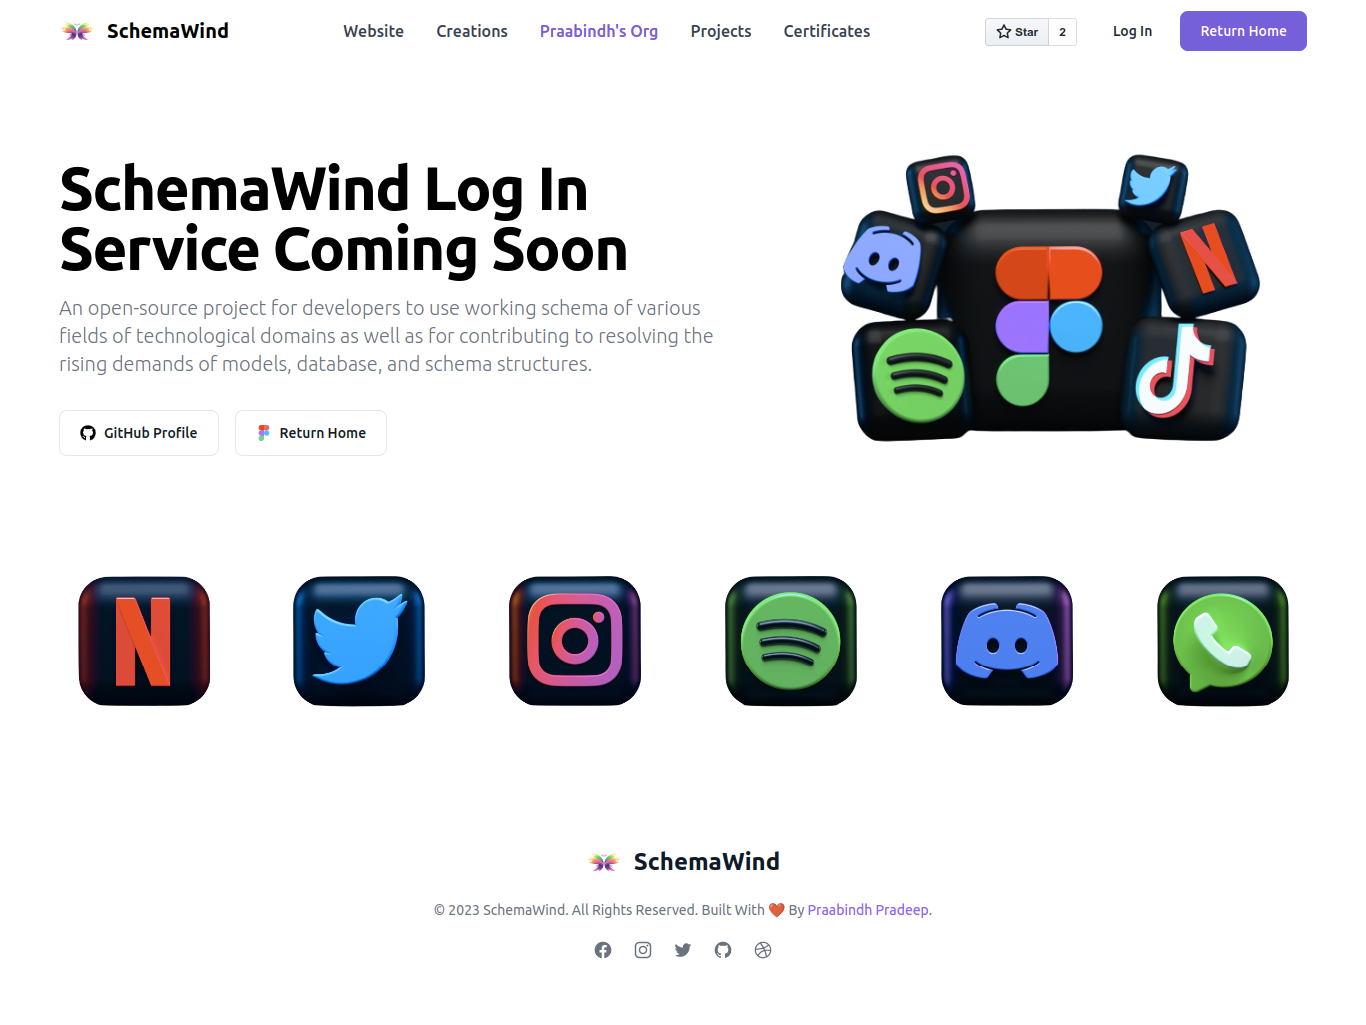 SchemaWind
Website
Creations
Praabindh's Org
Projects
Certificates
Star
2
Log In
Return Home
SchemaWind Log In
Service Coming Soon
An open-source project for developers to use working schema of various
fields of technological domains as well as for contributing to resolving the
rising demands of models, database, and schema structures.
GitHub Profile
Return Home
SchemaWind
© 2023 SchemaWind. All Rights Reserved. Built With ❤️ By Praabindh Pradeep.